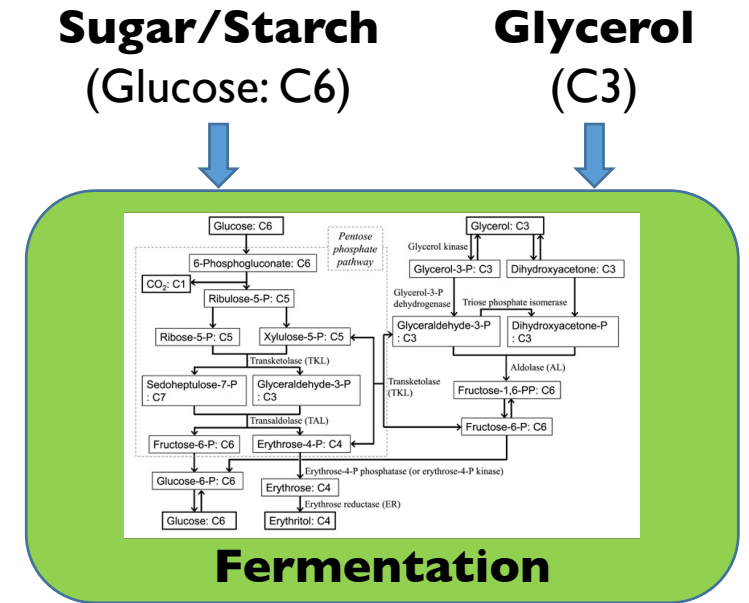 Sugar/Starch
(Glucose: C6)
Glycerol
(C3)
Glucose: C6
Pentose
phosphate
pathway
6-Phosphogluconate: C6
CO₂: C1
Ribulose-5-P: C5
Ribose-5-P: C5
Xylulose-5-P: C5
Transketolase (TKL)
Sedoheptulose-7-P
: C7
Glyceraldehyde-3-P
: C3
Transaldolase (TAL)
Fructose-6-P: C6
Erythrose-4-P: C4
Glucose-6-P: C6
Glucose: C6
Erythrose-4-P phosphatase (or erythrose-4-P kinase)
Erythrose: C4
Erythrose reductase (ER)
Erythritol: C4
Glycerol: C3
Glycerol kinase
Glycerol-3-P: C3
Dihydroxyacetone: C3
Glycerol-3-P
dehydrogenase
Triose phosphate isomerase
Glyceraldehyde-3-P
: C3
Dihydroxyacetone-P
: C3
Aldolase (AL)
Transketolase
(TKL)
Fructose-1,6-PP: C6
Fructose-6-P: C6
Fermentation